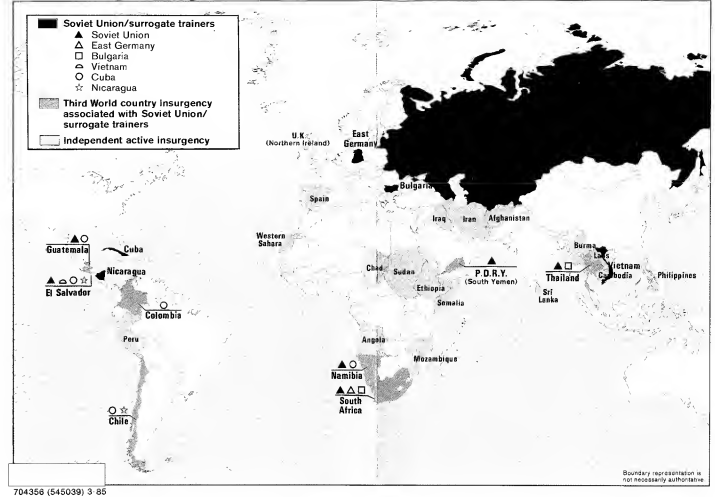 Soviet Union/surrogate trainers
▲ Soviet Union
△ East Germany
□ Bulgaria
⌓ Vietnam
○ Cuba
☆ Nicaragua
Third World country insurgency
associated with Soviet Union/
surrogate trainers
Independent active insurgency
U.K
(Northern Ireland)
East
Germany
Bulgaria
Spain
Iraq
Iran
Afghanistan
Western
Sahara
▲○
Guatemala
Cuba
Nicaragua
▲⌓○☆
El Salvador
○
Colombia
Peru
○☆
Chile
Chad
Sudan
Ethiopia
Somalia
▲
P.D.R.Y.
(South Yemen)
Burma
Laos
Vietnam
Cambodia
▲□
Thailand
Sri
Lanka
Philippines
Angola
Mozambique
▲○
Namibia
▲△□
South
Africa
Boundary representation is
not necessarily authoritative
704356 (545039) 3 85